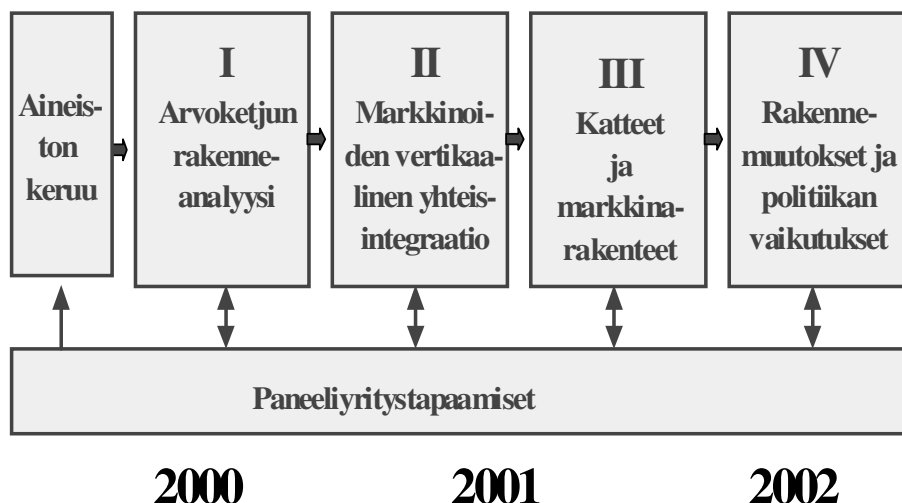 Aineis-
ton
keruu
I
Arvoketjun
rakenne-
analyysi
II
Markkinoi-
den vertikaa-
linen yhteis-
integraatio
III
Katteet
ja
markkina-
rakenteet
IV
Rakenne-
muutokset ja
politiikan
vaikutukset
Paneeliyritystapaamiset
2000
2001
2002